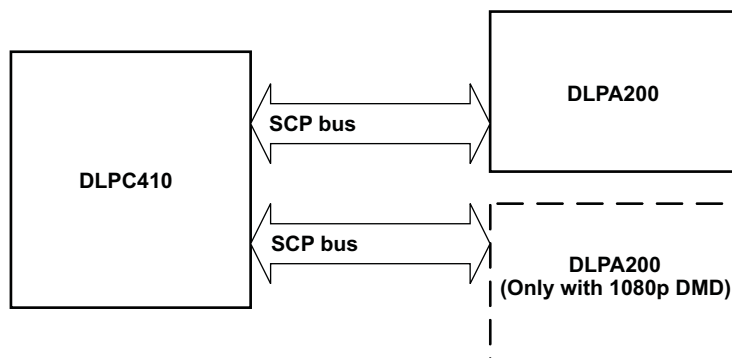 DLPC410
SCP bus
DLPA200
SCP bus
DLPA200
(Only with 1080p DMD)